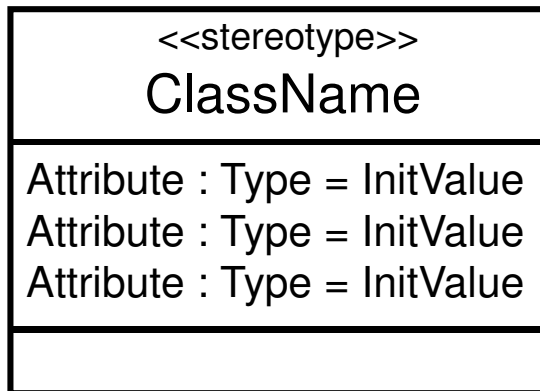 <<stereotype>>
ClassName
Attribute : Type = InitValue
Attribute : Type = InitValue
Attribute : Type = InitValue